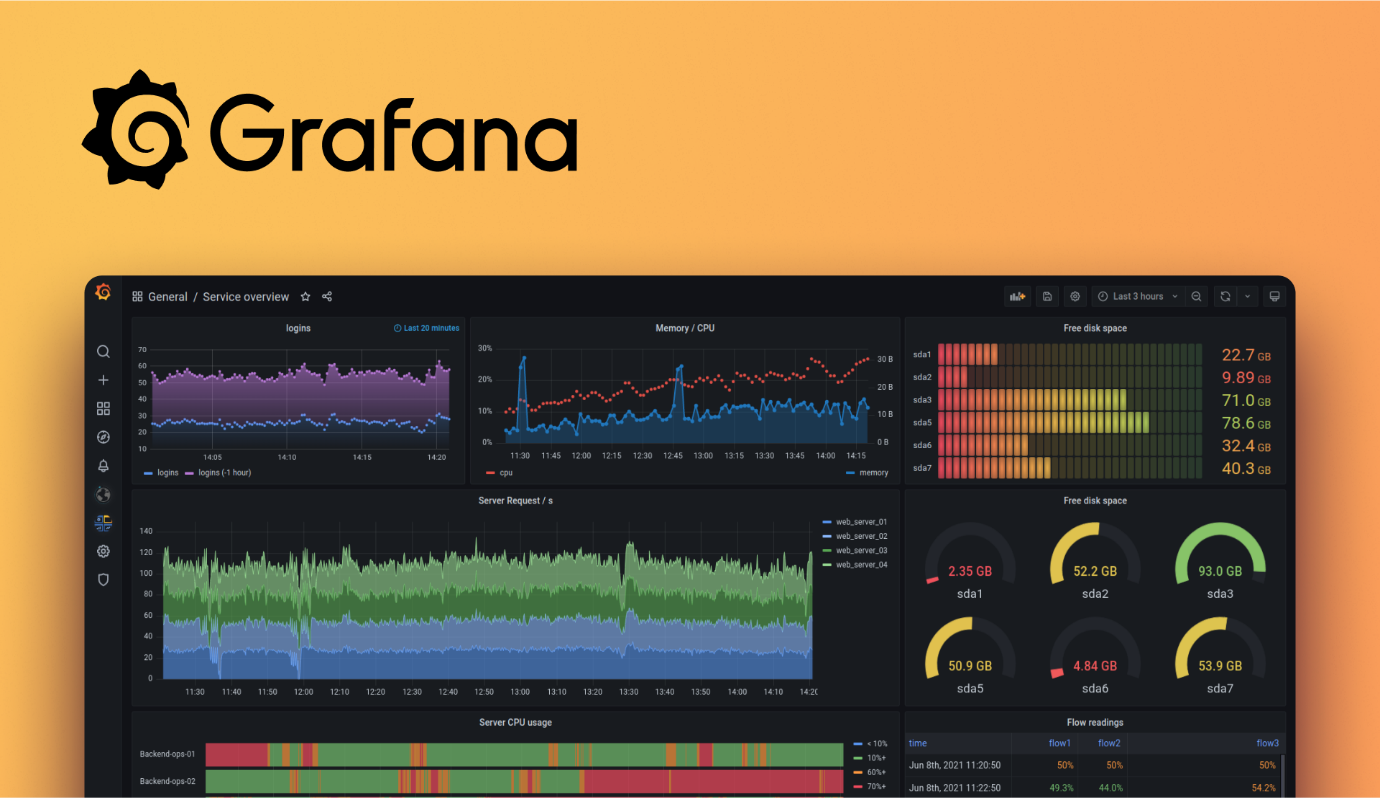 Grafana
General / Service overview
Last 3 hours
logins
Last 20 minutes
70
60
50
40
30
20
10
14:05 14:10 14:15 14:20
logins logins (-1 hour)
Memory / CPU
30%
20%
10%
0%
30 B
20 B
10 B
0 B
11:30 11:45 12:00 12:15 12:30 12:45 13:00 13:15 13:30 13:45 14:00 14:15
cpu memory
Free disk space
sda1 22.7 GB
sda2 9.89 GB
sda3 71.0 GB
sda5 78.6 GB
sda6 32.4 GB
sda7 40.3 GB
Server Request / s
140
120
100
80
60
40
20
0
11:30 11:40 11:50 12:00 12:10 12:20 12:30 12:40 12:50 13:00 13:10 13:20 13:30 13:40 13:50 14:00 14:10 14:20
web_server_01
web_server_02
web_server_03
web_server_04
Free disk space
2.35 GB 52.2 GB 93.0 GB
sda1 sda2 sda3
50.9 GB 4.84 GB 53.9 GB
sda5 sda6 sda7
Server CPU usage
Backend-ops-01
Backend-ops-02
< 10%
10%+
60%+
70%+
Flow readings
time flow1 flow2 flow3
Jun 8th, 2021 11:20:50 50% 50% 50%
Jun 8th, 2021 11:22:50 49.3% 44.0% 54.2%